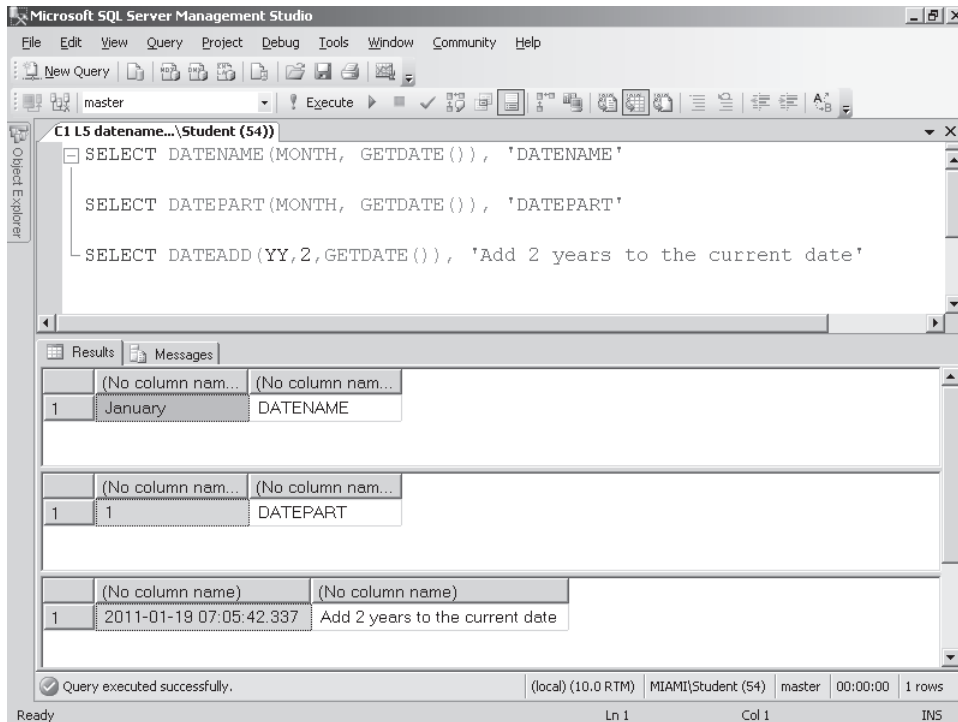 Microsoft SQL Server Management Studio
File Edit View Query Project Debug Tools Window Community Help
New Query
master Execute
Object Explorer
C1 L5 datename...\Student (54))
SELECT DATENAME(MONTH, GETDATE()), 'DATENAME'
SELECT DATEPART(MONTH, GETDATE()), 'DATEPART'
SELECT DATEADD(YY,2,GETDATE()), 'Add 2 years to the current date'
Results Messages
(No column nam... (No column nam...
1 January DATENAME
(No column nam... (No column nam...
1 1 DATEPART
(No column name) (No column name)
1 2011-01-19 07:05:42.337 Add 2 years to the current date
Query executed successfully. (local) (10.0 RTM) MIAMI\Student (54) master 00:00:00 1 rows
Ready Ln 1 Col 1 INS